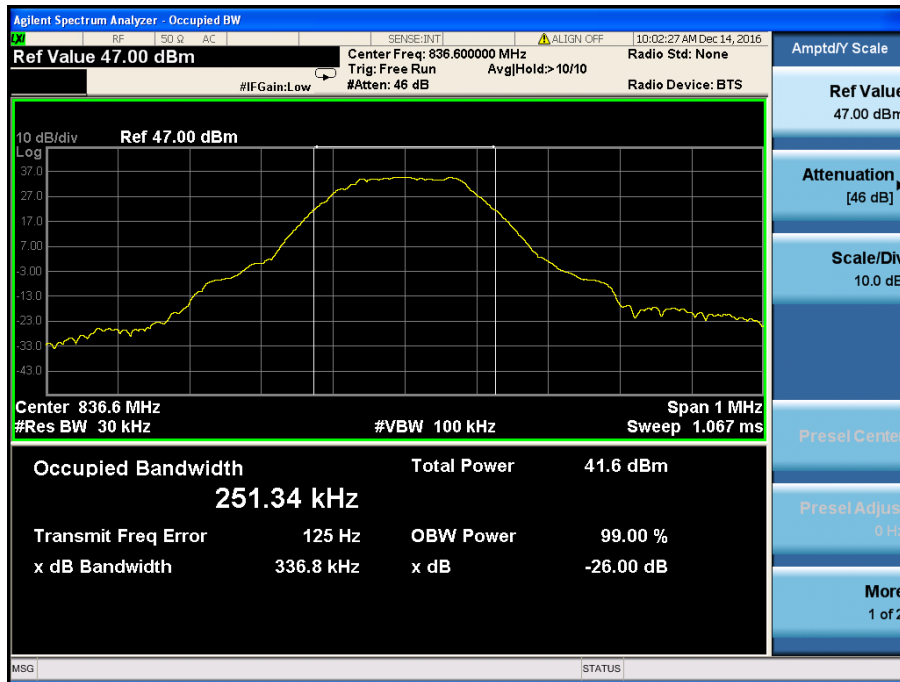 Agilent Spectrum Analyzer - Occupied BW
LXI RF 50 Ω AC SENSE:INT ALIGN OFF 10:02:27 AM Dec 14, 2016
Ref Value 47.00 dBm
Center Freq: 836.600000 MHz
Radio Std: None
Trig: Free Run
Avg|Hold:>10/10
#IFGain:Low
#Atten: 46 dB
Radio Device: BTS
10 dB/div
Ref 47.00 dBm
Log
37.0
27.0
17.0
7.00
-3.00
-13.0
-23.0
-33.0
-43.0
Center 836.6 MHz
Span 1 MHz
#Res BW 30 kHz
#VBW 100 kHz
Sweep 1.067 ms
Occupied Bandwidth
251.34 kHz
Total Power 41.6 dBm
Transmit Freq Error 125 Hz
OBW Power 99.00 %
x dB Bandwidth 336.8 kHz
x dB -26.00 dB
MSG
STATUS
Amptd/Y Scale
Ref Value
47.00 dBm
Attenuation
[46 dB]
Scale/Div
10.0 dB
Presel Center
Presel Adjus
0 Hz
More
1 of 2